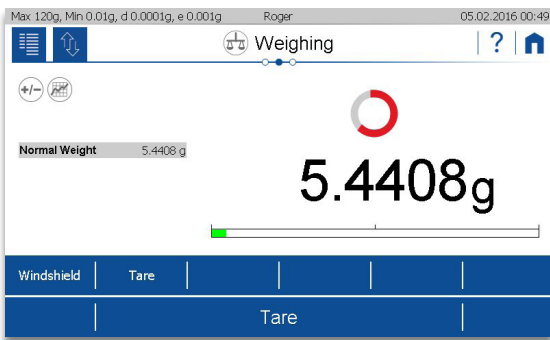 Max 120g, Min 0.01g, d 0.0001g, e 0.001g Roger 05.02.2016 00:49
Weighing ?
+/-
Normal Weight 5.4408 g
5.4408g
Windshield Tare
Tare